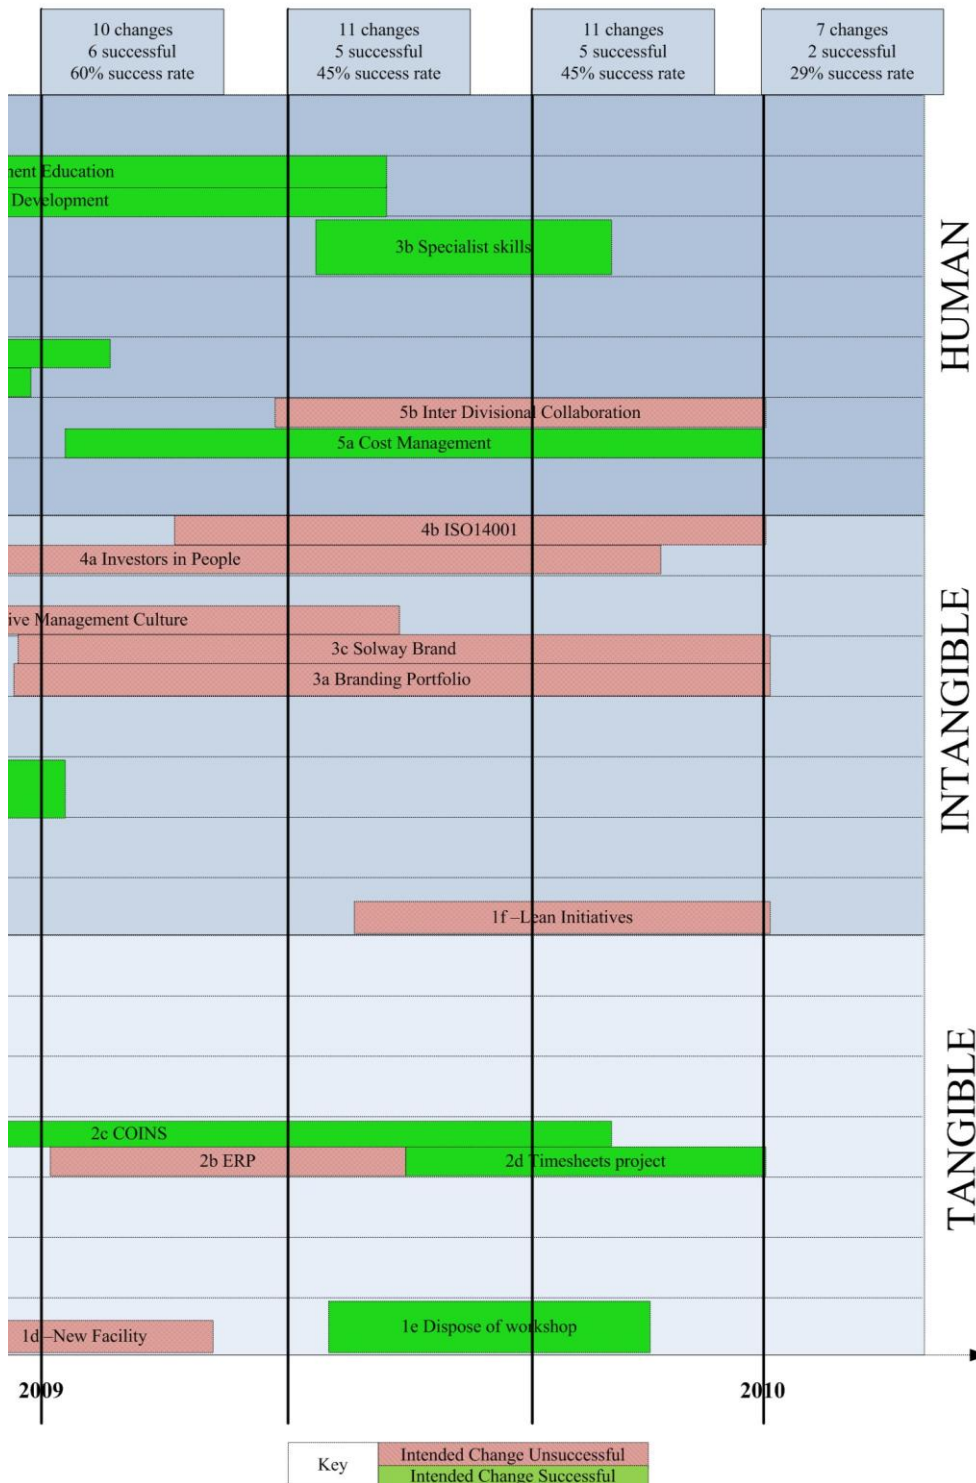 10 changes
6 successful
60% success rate
11 changes
5 successful
45% success rate
11 changes
5 successful
45% success rate
7 changes
2 successful
29% success rate
nent Education
Development
3b Specialist skills
HUMAN
5b Inter Divisional Collaboration
5a Cost Management
4b ISO14001
4a Investors in People
ive Management Culture
3c Solway Brand
3a Branding Portfolio
INTANGIBLE
1f –Lean Initiatives
2c COINS
2b ERP
2d Timesheets project
TANGIBLE
1e Dispose of workshop
1d –New Facility
2009
2010
Key
Intended Change Unsuccessful
Intended Change Successful